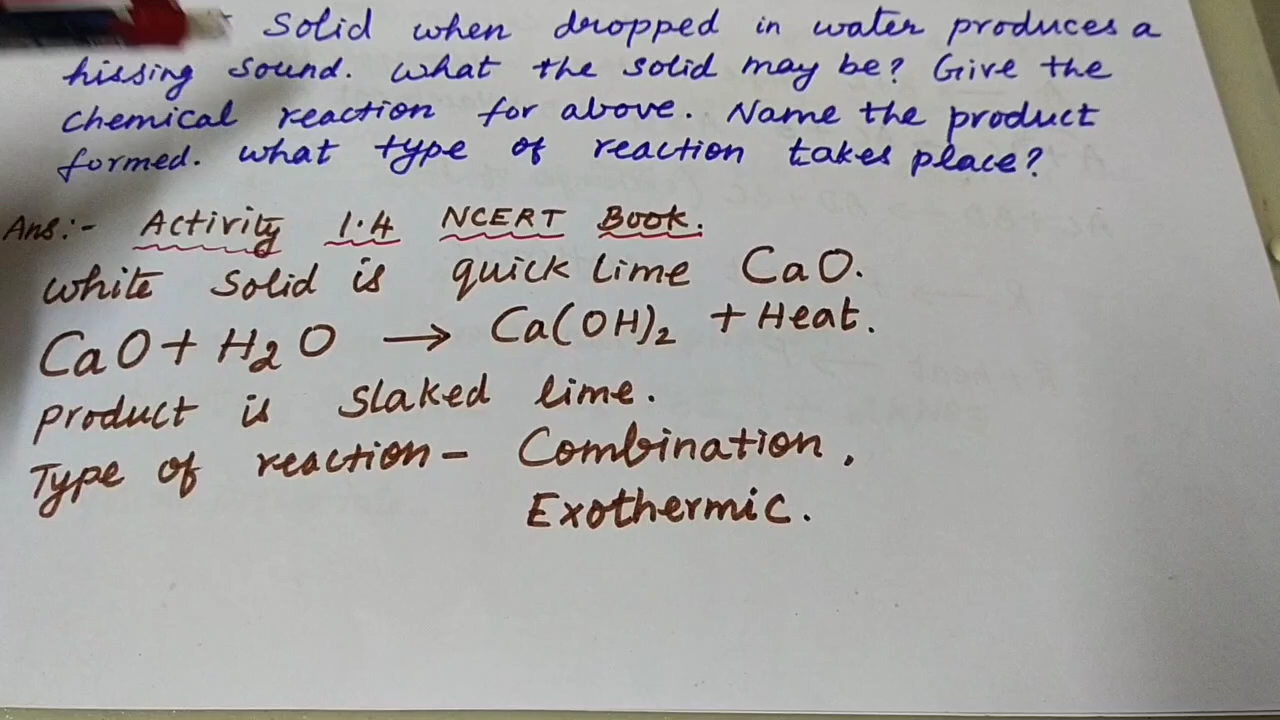 Solid when dropped in water produces a
hissing sound. What the solid may be? Give the
chemical reaction for above. Name the product
formed. What type of reaction takes place?
Ans:- Activity 1.4 NCERT Book.
White Solid is quick lime CaO.
CaO + H2O → Ca(OH)2 + Heat.
product is Slaked lime.
Type of reaction - Combination,
Exothermic.